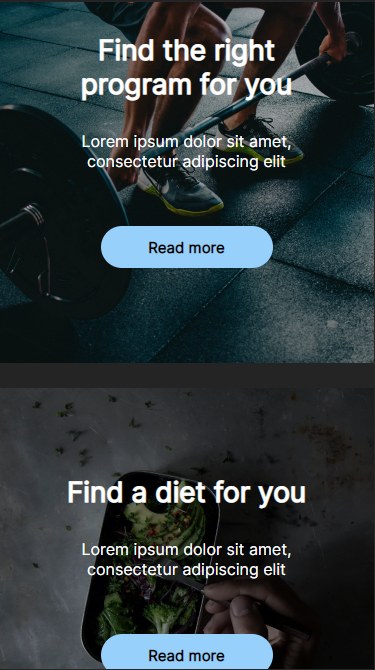 Find the right
program for you
Lorem ipsum dolor sit amet,
consectetur adipiscing elit
Read more
Find a diet for you
Lorem ipsum dolor sit amet,
consectetur adipiscing elit
Read more